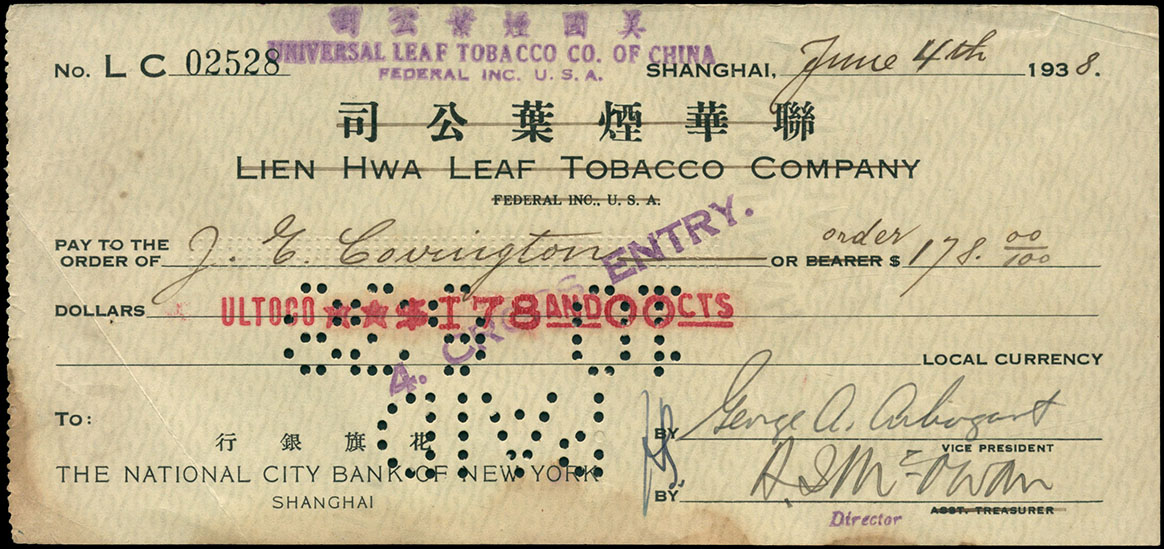 司公葉煙國美
UNIVERSAL LEAF TOBACCO CO. OF CHINA
FEDERAL INC. U. S. A.
No. L C 02528
SHANGHAI, June 4th 1938.
司公葉煙華聯
LIEN HWA LEAF TOBACCO COMPANY
FEDERAL INC., U. S. A.
PAY TO THE ORDER OF J. E. Covington OR BEARER order $ 178. 00/100
DOLLARS ULTOCO ★★$178 AND 00 CTS
4. CROSS ENTRY.
LOCAL CURRENCY
PAID
To:
行銀旗花
THE NATIONAL CITY BANK OF NEW YORK
SHANGHAI
BY George A. Arbogast
VICE PRESIDENT
BY
Director ASST. TREASURER